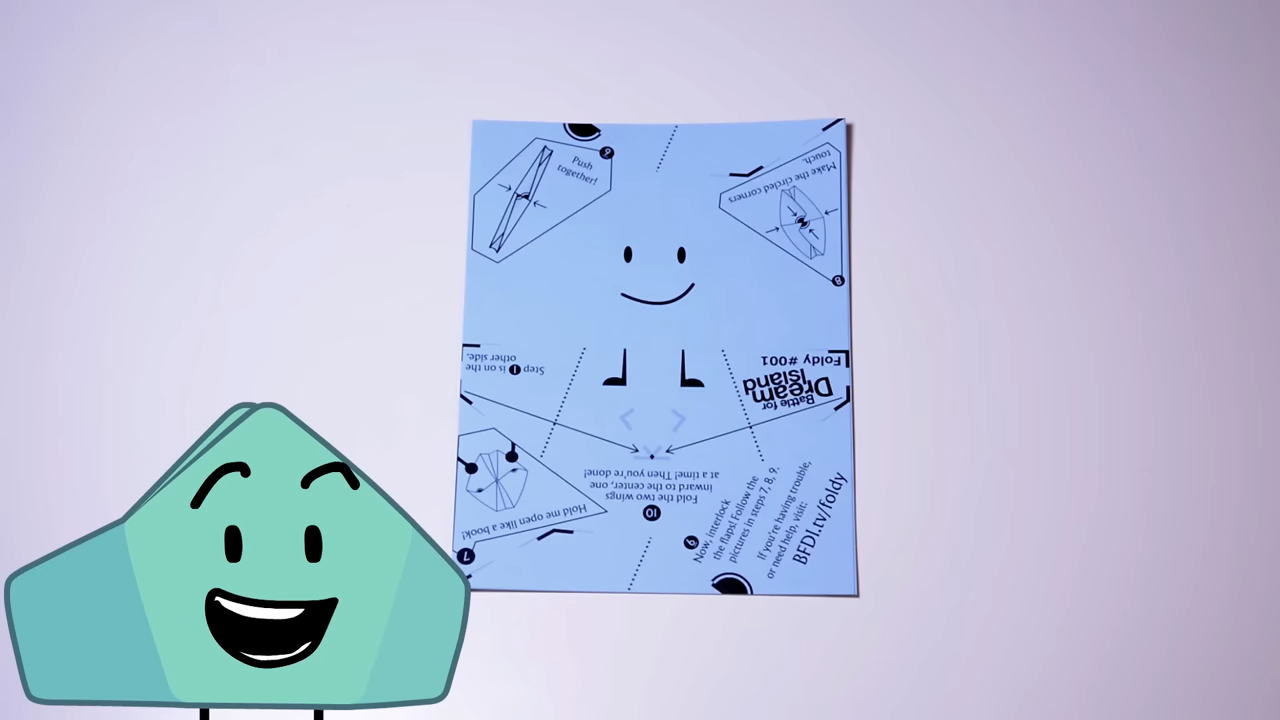 Push
together!
9
Make the circled corners
touch.
8
Step 1 is on the
other side.
Foldy #001
Battle for
Dream
Island
Hold me open like a book!
7
10
Fold the two wings
inward to the center, one
at a time! Then you're done!
6
Now, interlock
the flaps! Follow the
pictures in steps 7, 8, 9.
If you're having trouble,
or need help, visit:
BFDI.tv/foldy